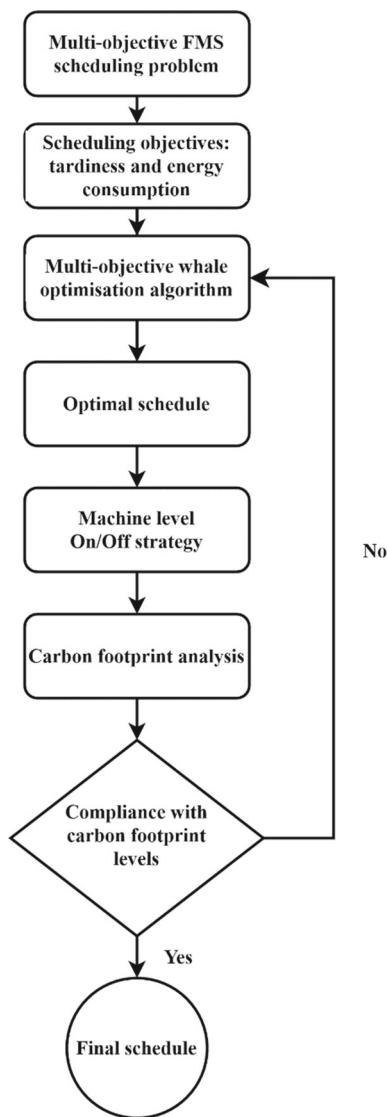 Multi-objective FMS
scheduling problem
Scheduling objectives:
tardiness and energy
consumption
Multi-objective whale
optimisation algorithm
Optimal schedule
Machine level
On/Off strategy
No
Carbon footprint analysis
Compliance with
carbon footprint
levels
Yes
Final schedule